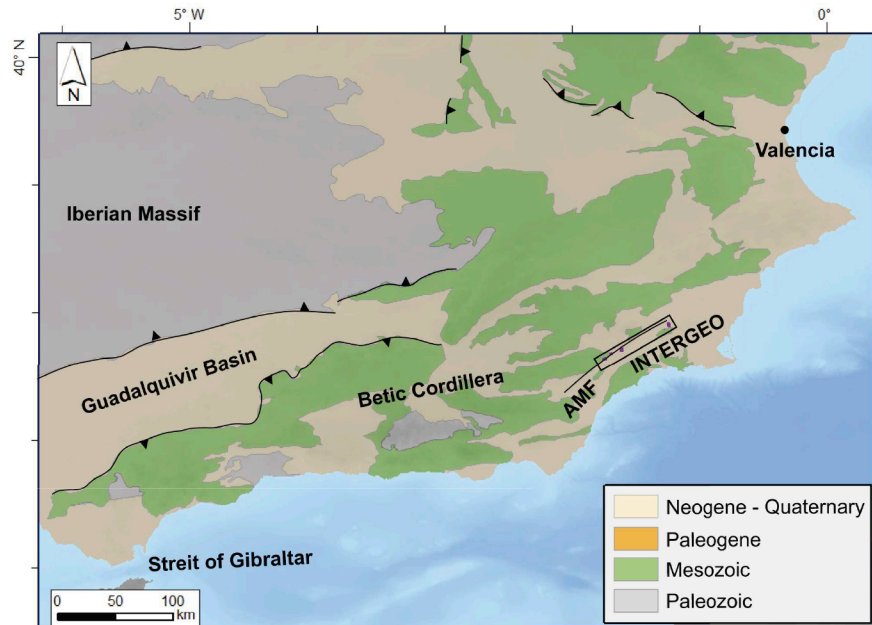 5° W
0°
40° N
N
Valencia
Iberian Massif
Guadalquivir Basin
Betic Cordillera
AMF
INTERGEO
Streit of Gibraltar
0 50 100
km
Neogene - Quaternary
Paleogene
Mesozoic
Paleozoic